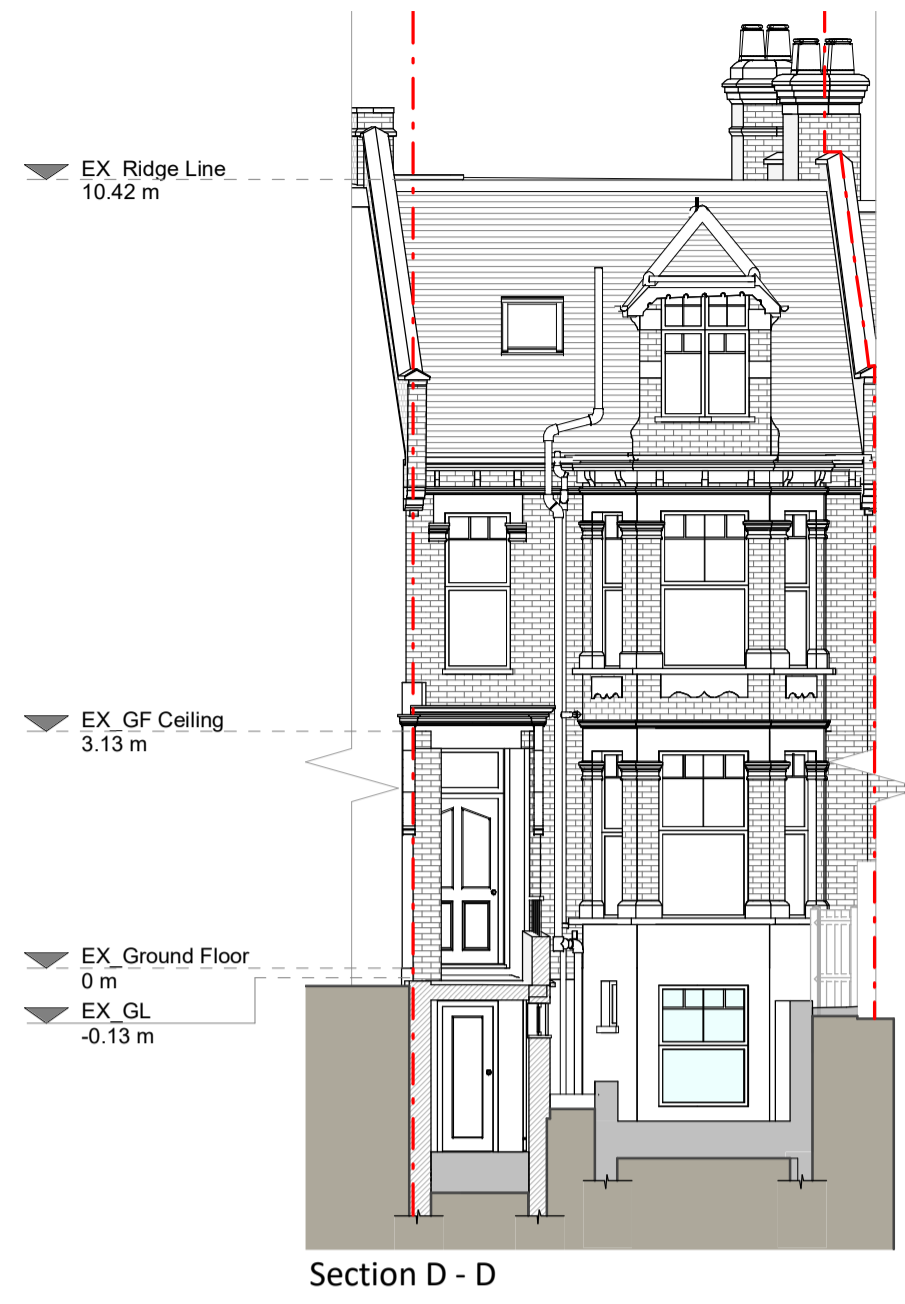 EX_Ridge Line
10.42 m
EX_GF Ceiling
3.13 m
EX_Ground Floor
0 m
EX_GL
-0.13 m
Section D - D